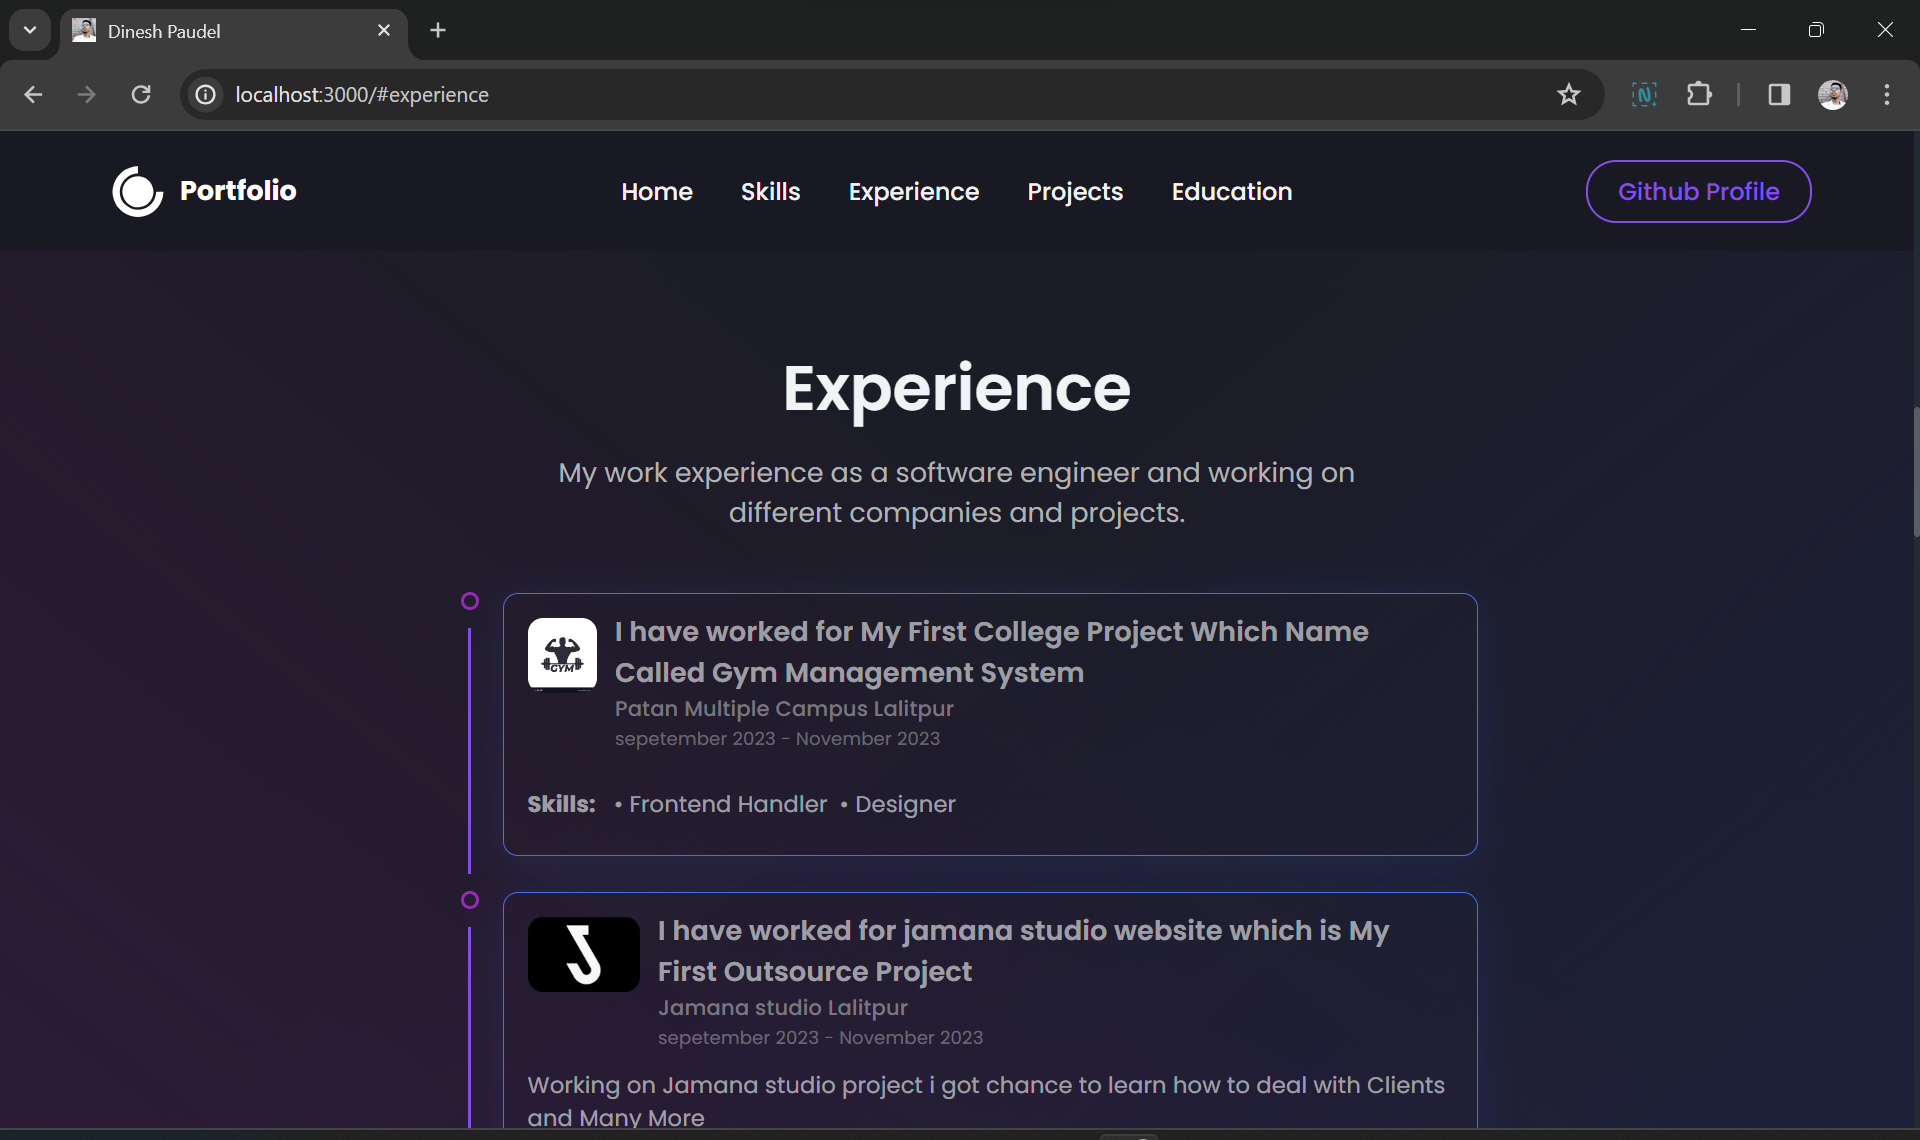 Dinesh Paudel
localhost:3000/#experience
Portfolio
Home Skills Experience Projects Education
Github Profile
Experience
My work experience as a software engineer and working on
different companies and projects.
GYM
I have worked for My First College Project Which Name
Called Gym Management System
Patan Multiple Campus Lalitpur
sepetember 2023 - November 2023
Skills: • Frontend Handler • Designer
I have worked for jamana studio website which is My
First Outsource Project
Jamana studio Lalitpur
sepetember 2023 - November 2023
Working on Jamana studio project i got chance to learn how to deal with Clients
and Many More